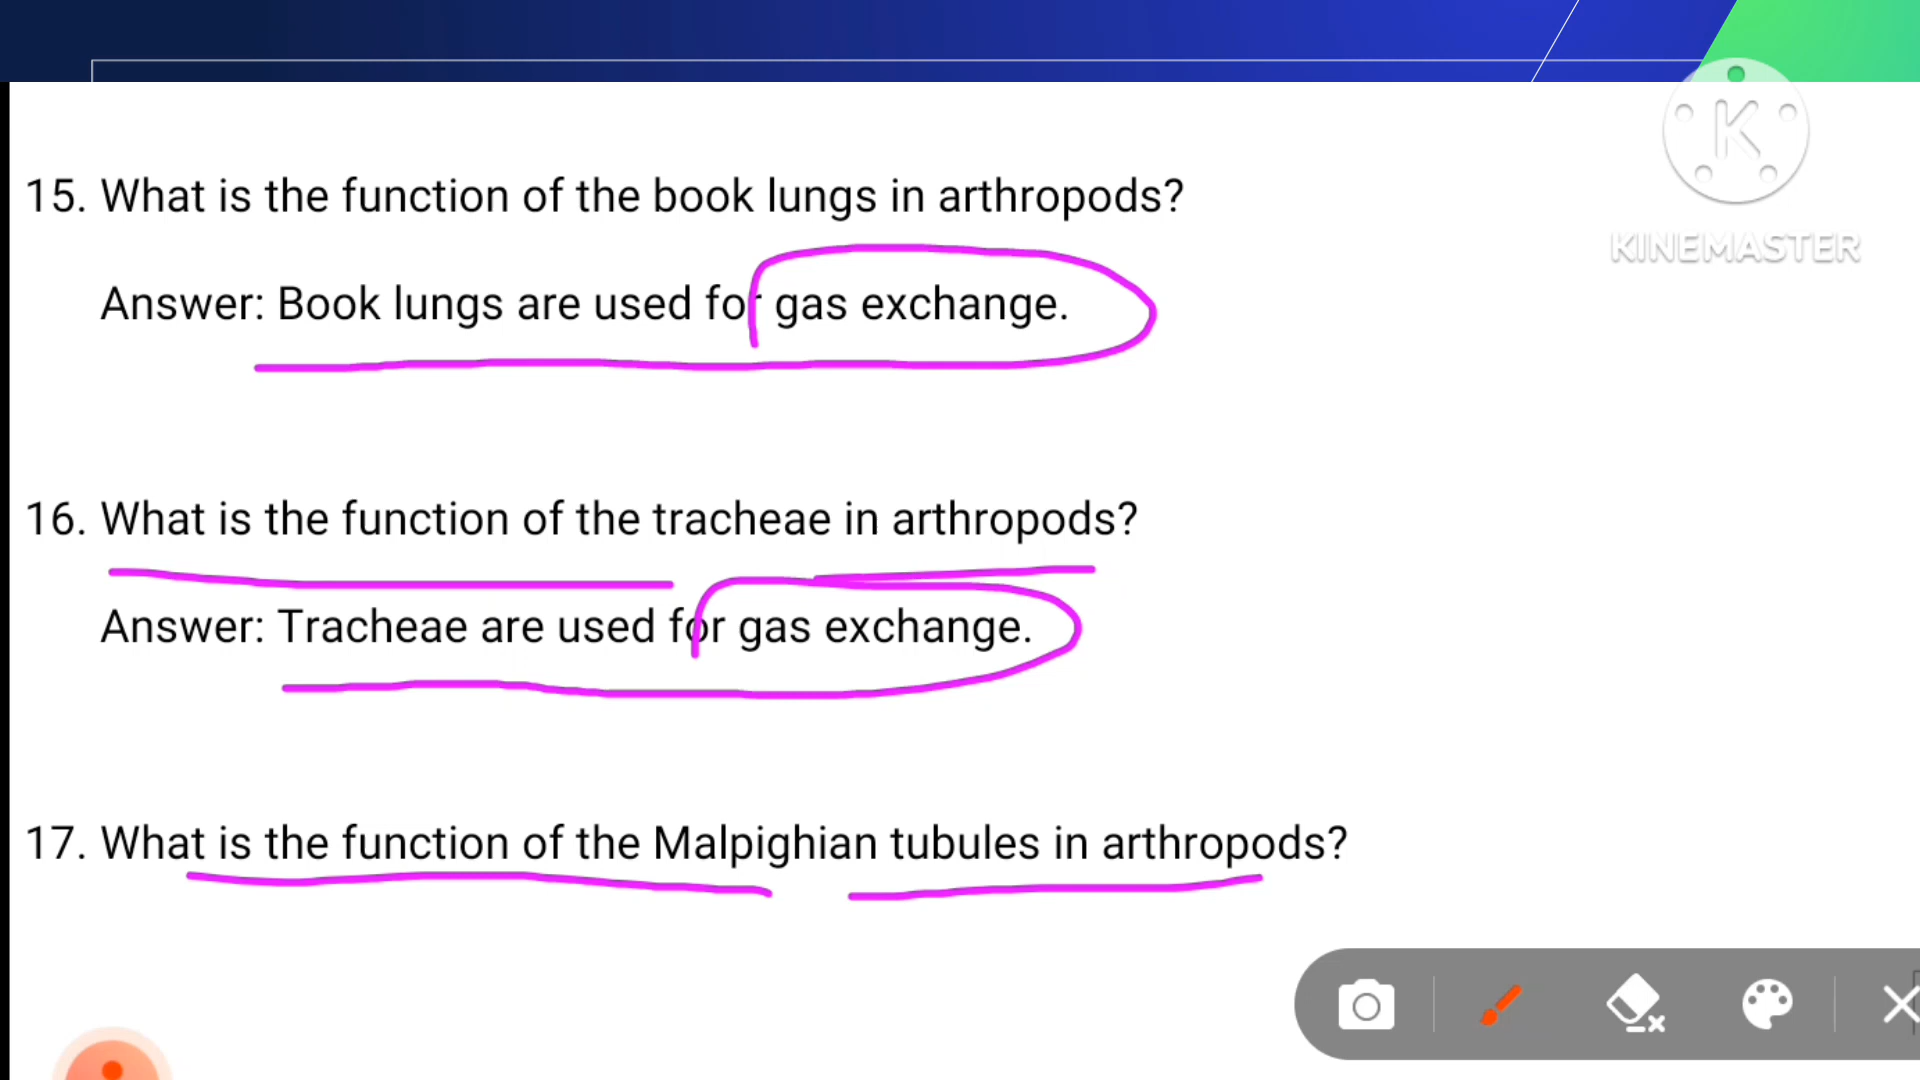 15. What is the function of the book lungs in arthropods?
Answer: Book lungs are used for gas exchange.
16. What is the function of the tracheae in arthropods?
Answer: Tracheae are used for gas exchange.
17. What is the function of the Malpighian tubules in arthropods?
K
KINEMASTER